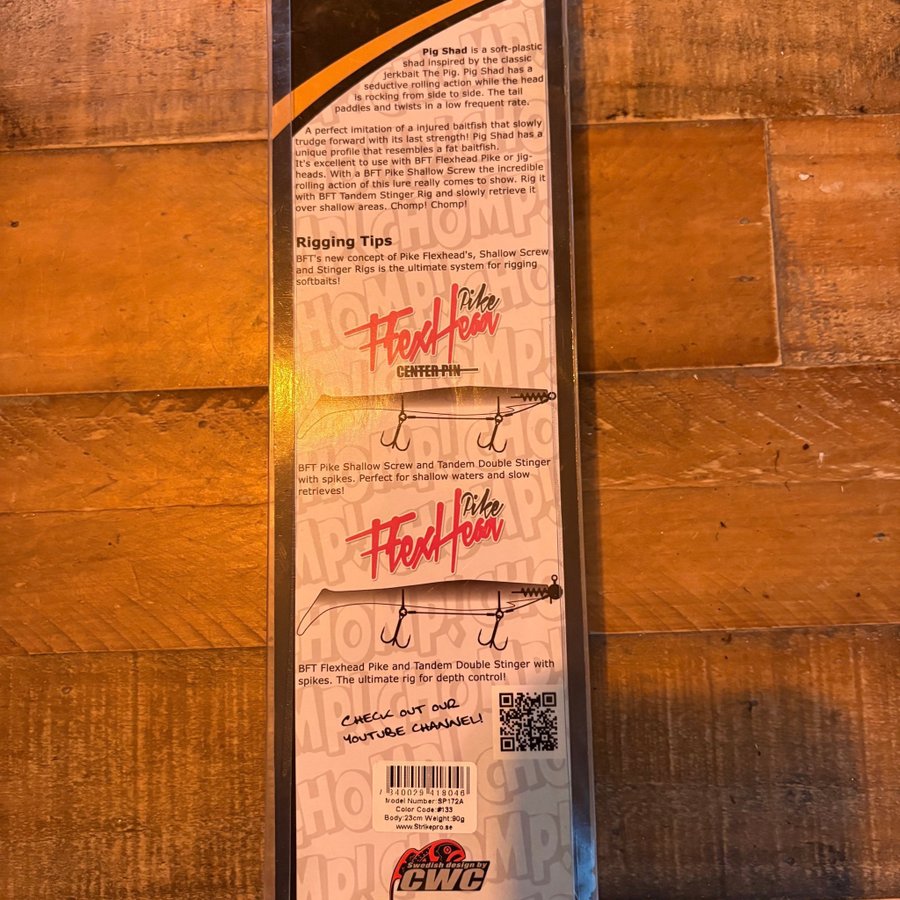 Pig Shad is a soft-plastic
shad inspired by the classic
jerkbait The Pig. Pig Shad has a
seductive rolling action while the head
is rocking from side to side. The tail
paddles and twists in a low frequent rate.
A perfect imitation of a injured baitfish that slowly
trudge forward with its last strength! Pig Shad has a
unique profile that resembles a fat baitfish.
It's excellent to use with BFT Flexhead Pike or jig-
heads. With a BFT Pike Shallow Screw the incredible
rolling action of this lure really comes to show. Rig it
with BFT Tandem Stinger Rig and slowly retrieve it
over shallow areas. Chomp! Chomp!
Rigging Tips
BFT's new concept of Pike Flexhead's, Shallow Screw
and Stinger Rigs is the ultimate system for rigging
softbaits!
Pike
FlexHead
CENTER PIN
BFT Pike Shallow Screw and Tandem Double Stinger
with spikes. Perfect for shallow waters and slow
retrieves!
Pike
FlexHead
BFT Flexhead Pike and Tandem Double Stinger with
spikes. The ultimate rig for depth control!
CHECK OUT OUR
YOUTUBE CHANNEL!
7 340029 418046
Model Number:SP172A
Color Code:#133
Body:23cm Weight:90g
www.Strikepro.se
Swedish design by
CWC
CHOMP! CHOMP!